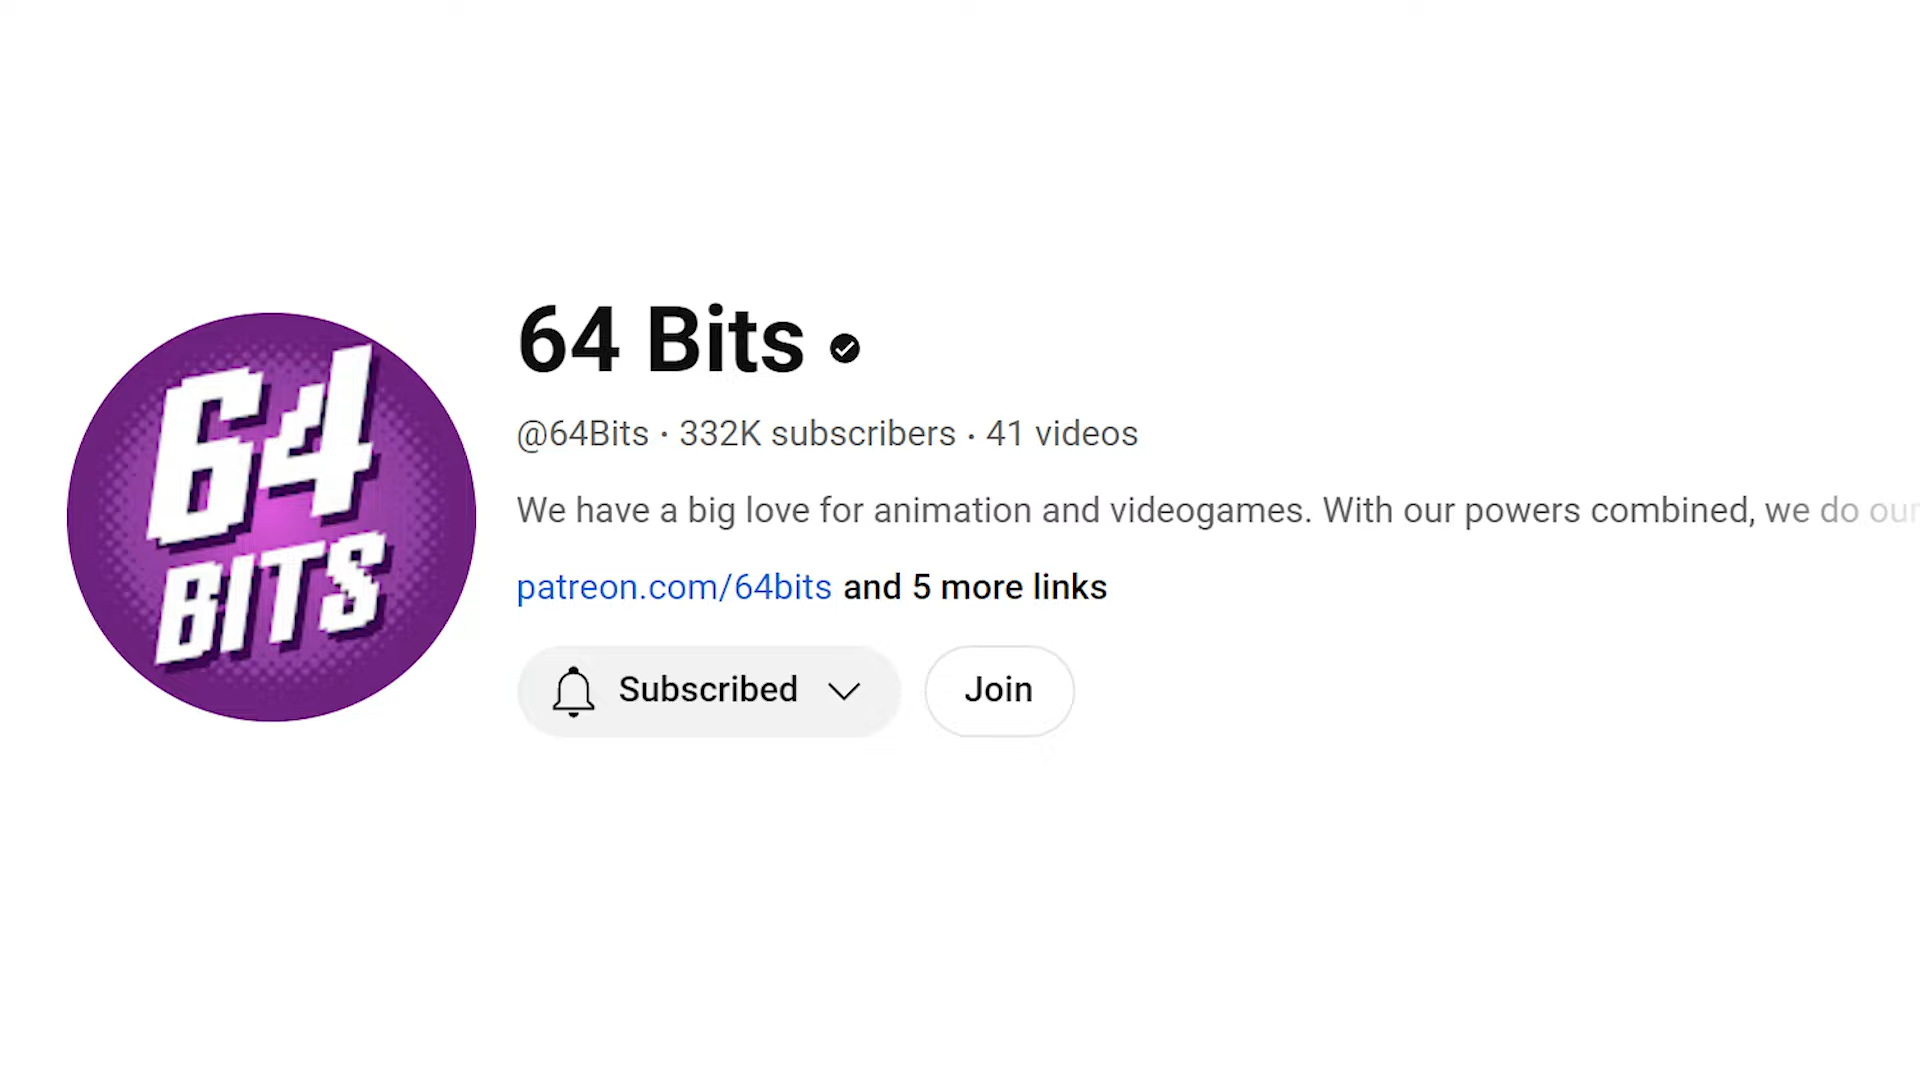 64
BITS
64 Bits
@64Bits · 332K subscribers · 41 videos
We have a big love for animation and videogames. With our powers combined, we do our
patreon.com/64bits and 5 more links
Subscribed
Join